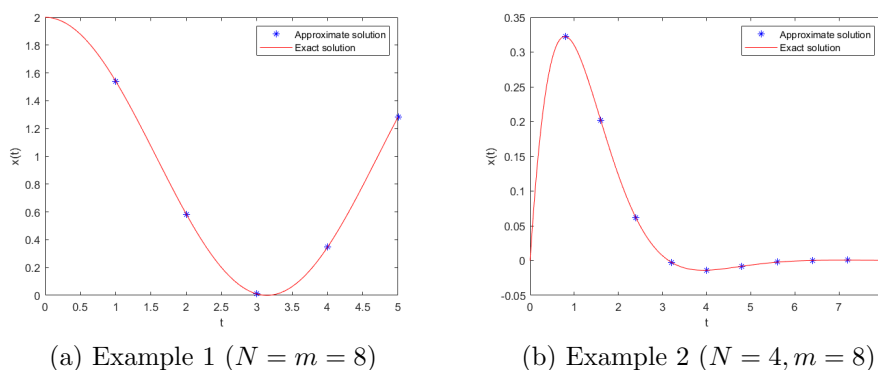 2
1.8
1.6
1.4
1.2
1
0.8
0.6
0.4
0.2
0
x(t)
0 0.5 1 1.5 2 2.5 3 3.5 4 4.5 5
t
Approximate solution
Exact solution
(a) Example 1 (N = m = 8)
0.35
0.3
0.25
0.2
0.15
0.1
0.05
0
-0.05
x(t)
0 1 2 3 4 5 6 7
t
Approximate solution
Exact solution
(b) Example 2 (N = 4, m = 8)